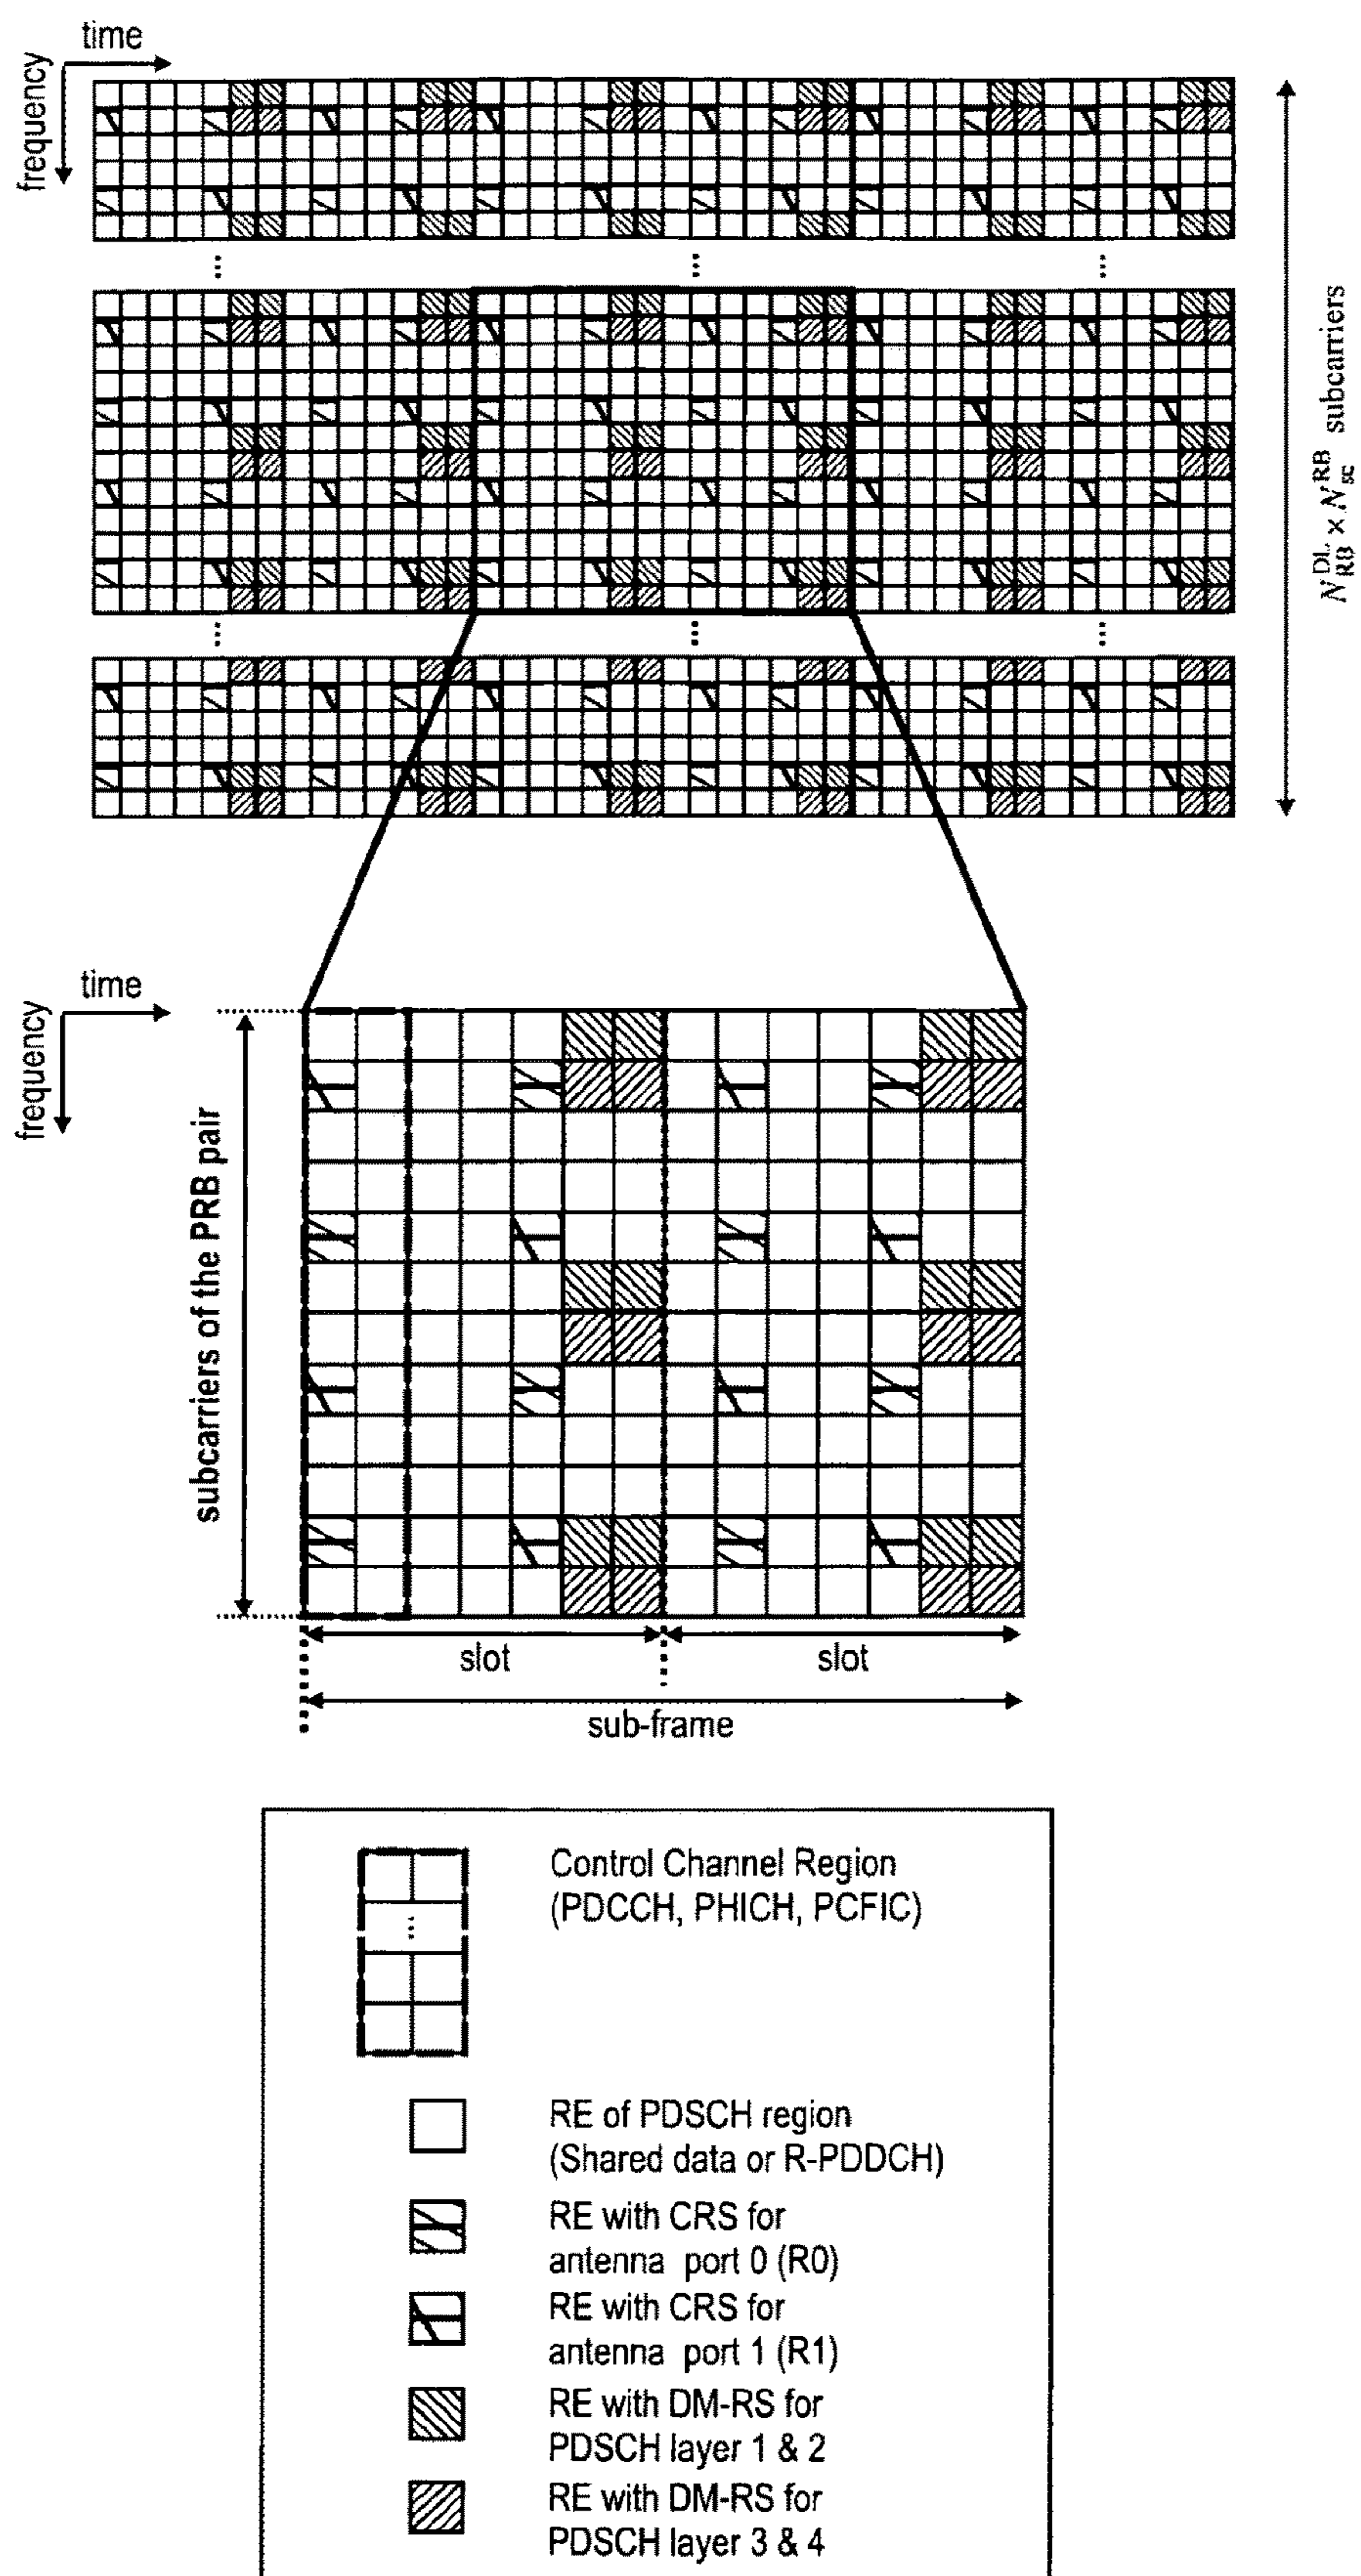 time
frequency
...
...
...
...
...
...
N_RB^DL × N_sc^RB subcarriers
time
frequency
subcarriers of the PRB pair
slot
slot
sub-frame
...
Control Channel Region
(PDCCH, PHICH, PCFIC)
RE of PDSCH region
(Shared data or R-PDDCH)
RE with CRS for
antenna port 0 (R0)
RE with CRS for
antenna port 1 (R1)
RE with DM-RS for
PDSCH layer 1 & 2
RE with DM-RS for
PDSCH layer 3 & 4